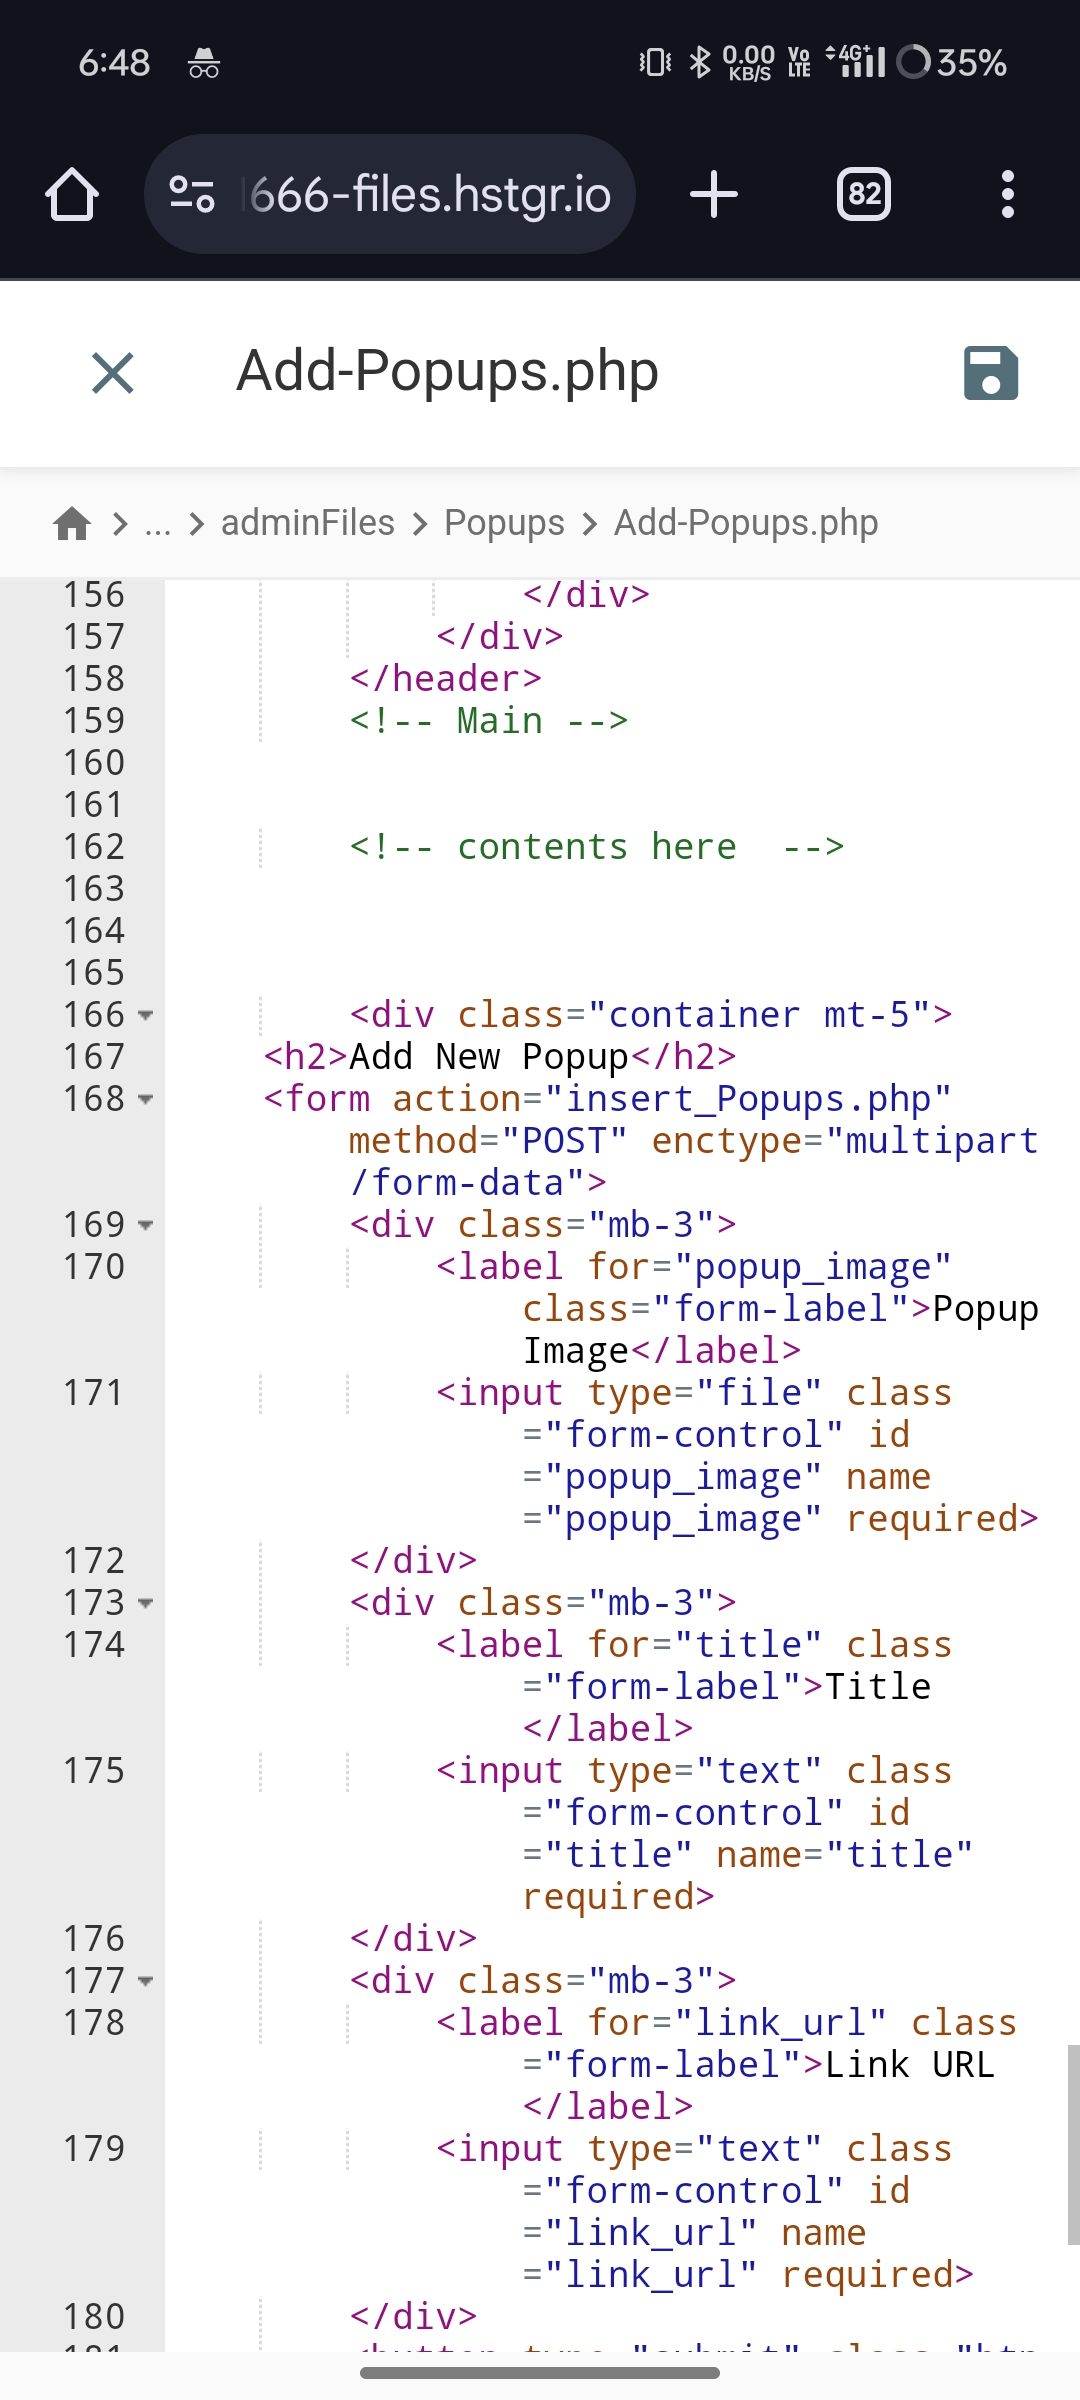 6:48 0.00 KB/S Vo LTE 4G+ 35%
666-files.hstgr.io 82
Add-Popups.php
... adminFiles Popups Add-Popups.php
156 </div>
157 </div>
158 </header>
159 <!-- Main -->
160
161
162 <!-- contents here  -->
163
164
165
166 <div class="container mt-5">
167 <h2>Add New Popup</h2>
168 <form action="insert_Popups.php"
method="POST" enctype="multipart
/form-data">
169 <div class="mb-3">
170 <label for="popup_image"
class="form-label">Popup
Image</label>
171 <input type="file" class
="form-control" id
="popup_image" name
="popup_image" required>
172 </div>
173 <div class="mb-3">
174 <label for="title" class
="form-label">Title
</label>
175 <input type="text" class
="form-control" id
="title" name="title"
required>
176 </div>
177 <div class="mb-3">
178 <label for="link_url" class
="form-label">Link URL
</label>
179 <input type="text" class
="form-control" id
="link_url" name
="link_url" required>
180 </div>